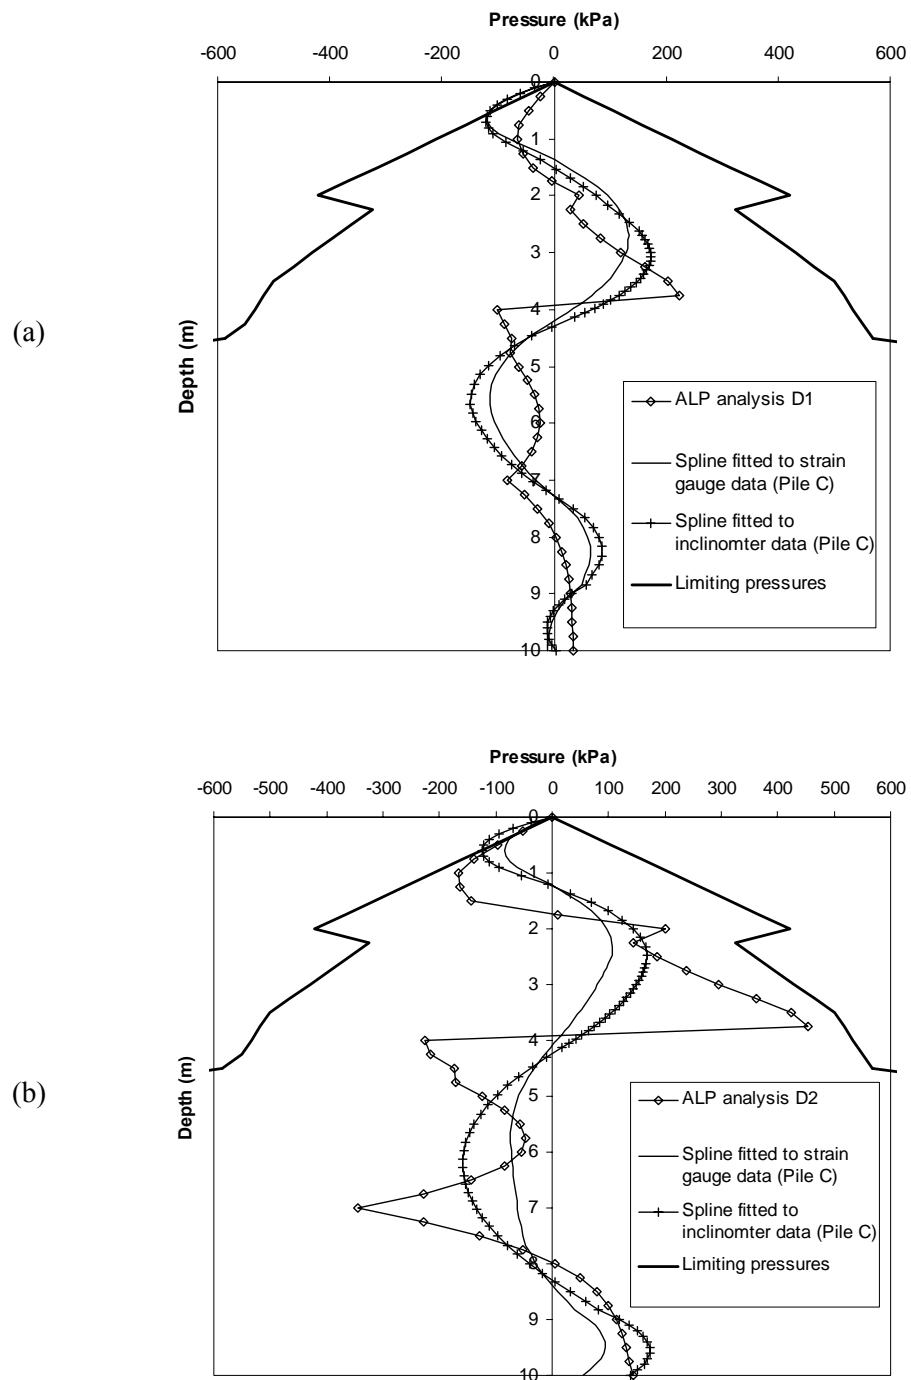 Pressure (kPa)
-600 -400 -200 0 200 400 600
0
1
2
3
4
5
6
7
8
9
10
Depth (m)
(a)
ALP analysis D1
Spline fitted to strain
gauge data (Pile C)
Spline fitted to
inclinomter data (Pile C)
Limiting pressures
Pressure (kPa)
-600 -500 -400 -300 -200 -100 0 100 200 300 400 500 600
0
1
2
3
4
5
6
7
8
9
10
Depth (m)
(b)
ALP analysis D2
Spline fitted to strain
gauge data (Pile C)
Spline fitted to
inclinomter data (Pile C)
Limiting pressures